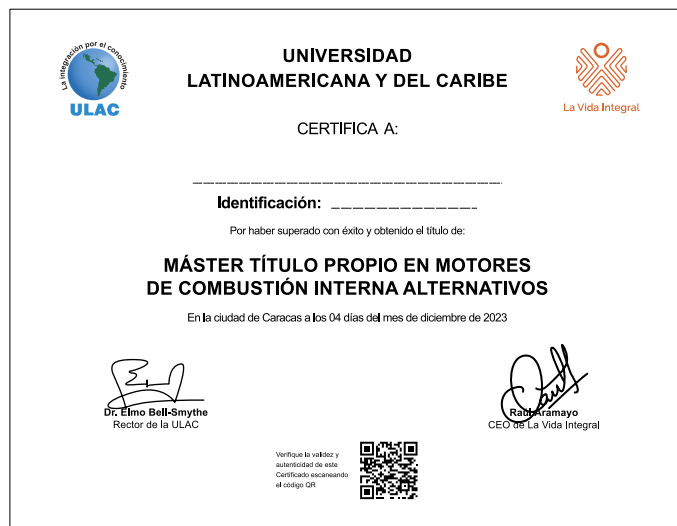 La integración por el conocimiento
ULAC
UNIVERSIDAD
LATINOAMERICANA Y DEL CARIBE
La Vida Integral
CERTIFICA A:
Identificación:
Por haber superado con éxito y obtenido el título de:
MÁSTER TÍTULO PROPIO EN MOTORES
DE COMBUSTIÓN INTERNA ALTERNATIVOS
En la ciudad de Caracas a los 04 días del mes de diciembre de 2023
Dr. Elmo Bell-Smythe
Rector de la ULAC
Raúl Aramayo
CEO de La Vida Integral
Verifique la validez y
autenticidad de este
Certificado escaneando
el código QR